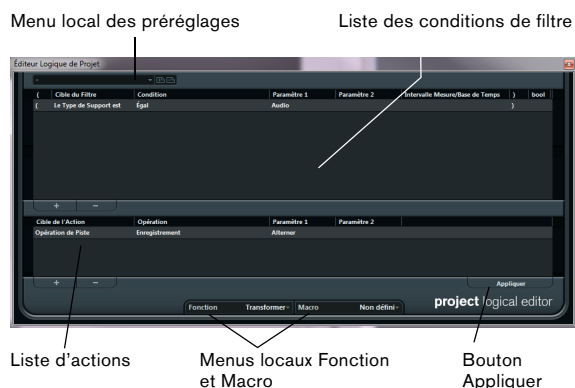 Menu local des préréglages
Liste des conditions de filtre
Éditeur Logique de Projet
-
( Cible du Filtre Condition Paramètre 1 Paramètre 2 Intervalle Mesure/Base de Temps ) bool
( Le Type de Support est Égal Audio )
+ −
Cible de l'Action Opération Paramètre 1 Paramètre 2
Opération de Piste Enregistrement Alterner
+ − Appliquer
Fonction Transformer Macro Non défini
project logical editor
Liste d'actions
Menus locaux Fonction
et Macro
Bouton
Appliquer